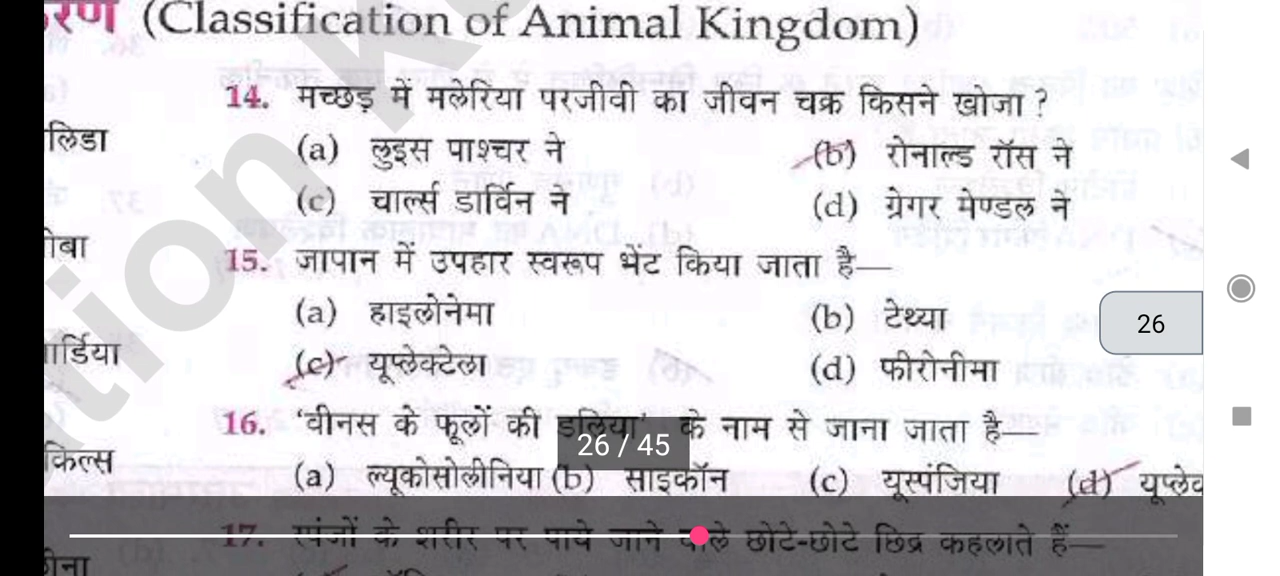 करण (Classification of Animal Kingdom)
14. मच्छड़ में मलेरिया परजीवी का जीवन चक्र किसने खोजा ?
लिडा
(a) लुइस पाश्चर ने (b) रोनाल्ड रॉस ने
(c) चार्ल्स डार्विन ने (d) ग्रेगर मेण्डल ने
15. जापान में उपहार स्वरूप भेंट किया जाता है—
(a) हाइलोनेमा (b) टेथ्या
26
(c) यूप्लेक्टेला (d) फीरोनीमा
16. 'वीनस के फूलों की डलिया' के नाम से जाना जाता है—
26 / 45
(a) ल्यूकोसोलीनिया (b) साइकॉन (c) यूस्पंजिया (d) यूप्लेक
17. स्पंजों के शरीर पर पाये जाने वाले छोटे-छोटे छिद्र कहलाते हैं—